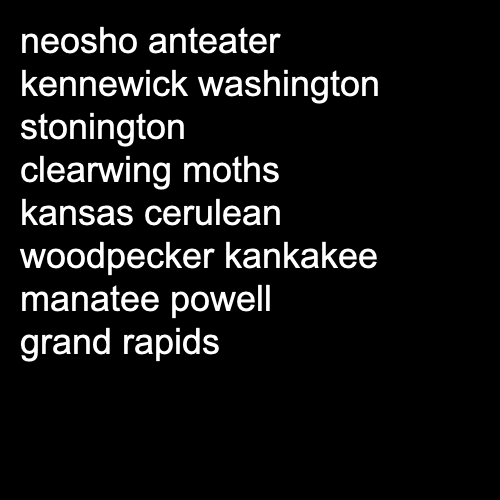 neosho anteater
kennewick washington
stonington
clearwing moths
kansas cerulean
woodpecker kankakee
manatee powell
grand rapids